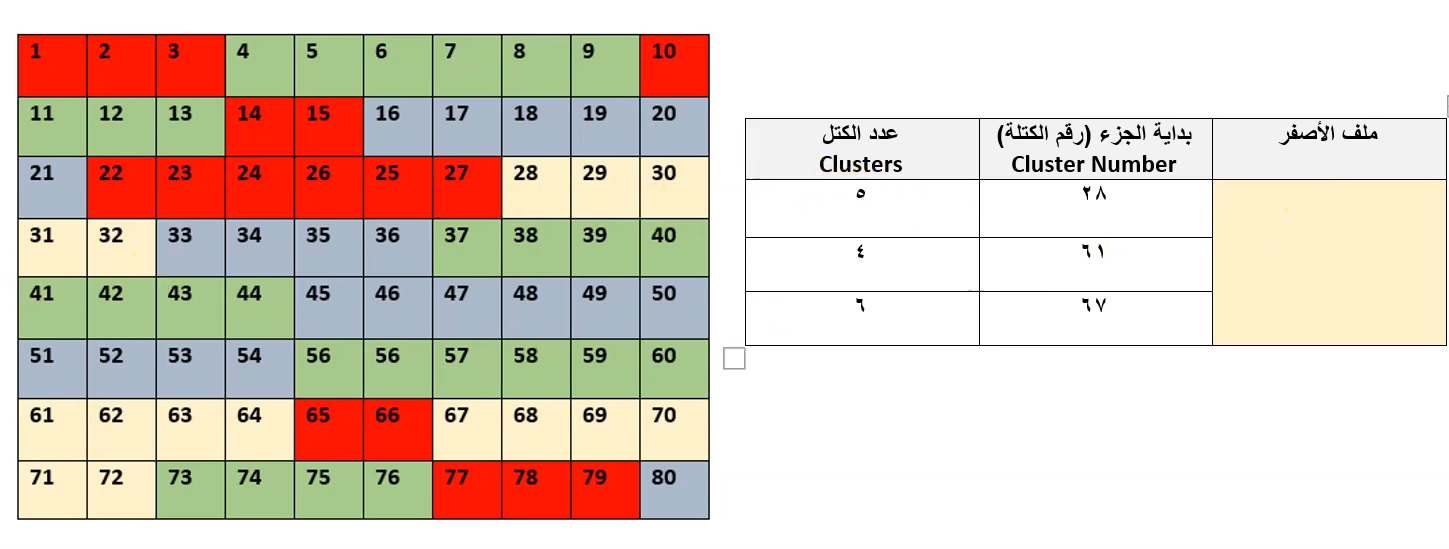 1 2 3 4 5 6 7 8 9 10
11 12 13 14 15 16 17 18 19 20
21 22 23 24 26 25 27 28 29 30
31 32 33 34 35 36 37 38 39 40
41 42 43 44 45 46 47 48 49 50
51 52 53 54 56 56 57 58 59 60
61 62 63 64 65 66 67 68 69 70
71 72 73 74 75 76 77 78 79 80
ملف الأصفر
بداية الجزء (رقم الكتلة)
Cluster Number
عدد الكتل
Clusters
٢٨ ٥
٦١ ٤
٦٧ ٦